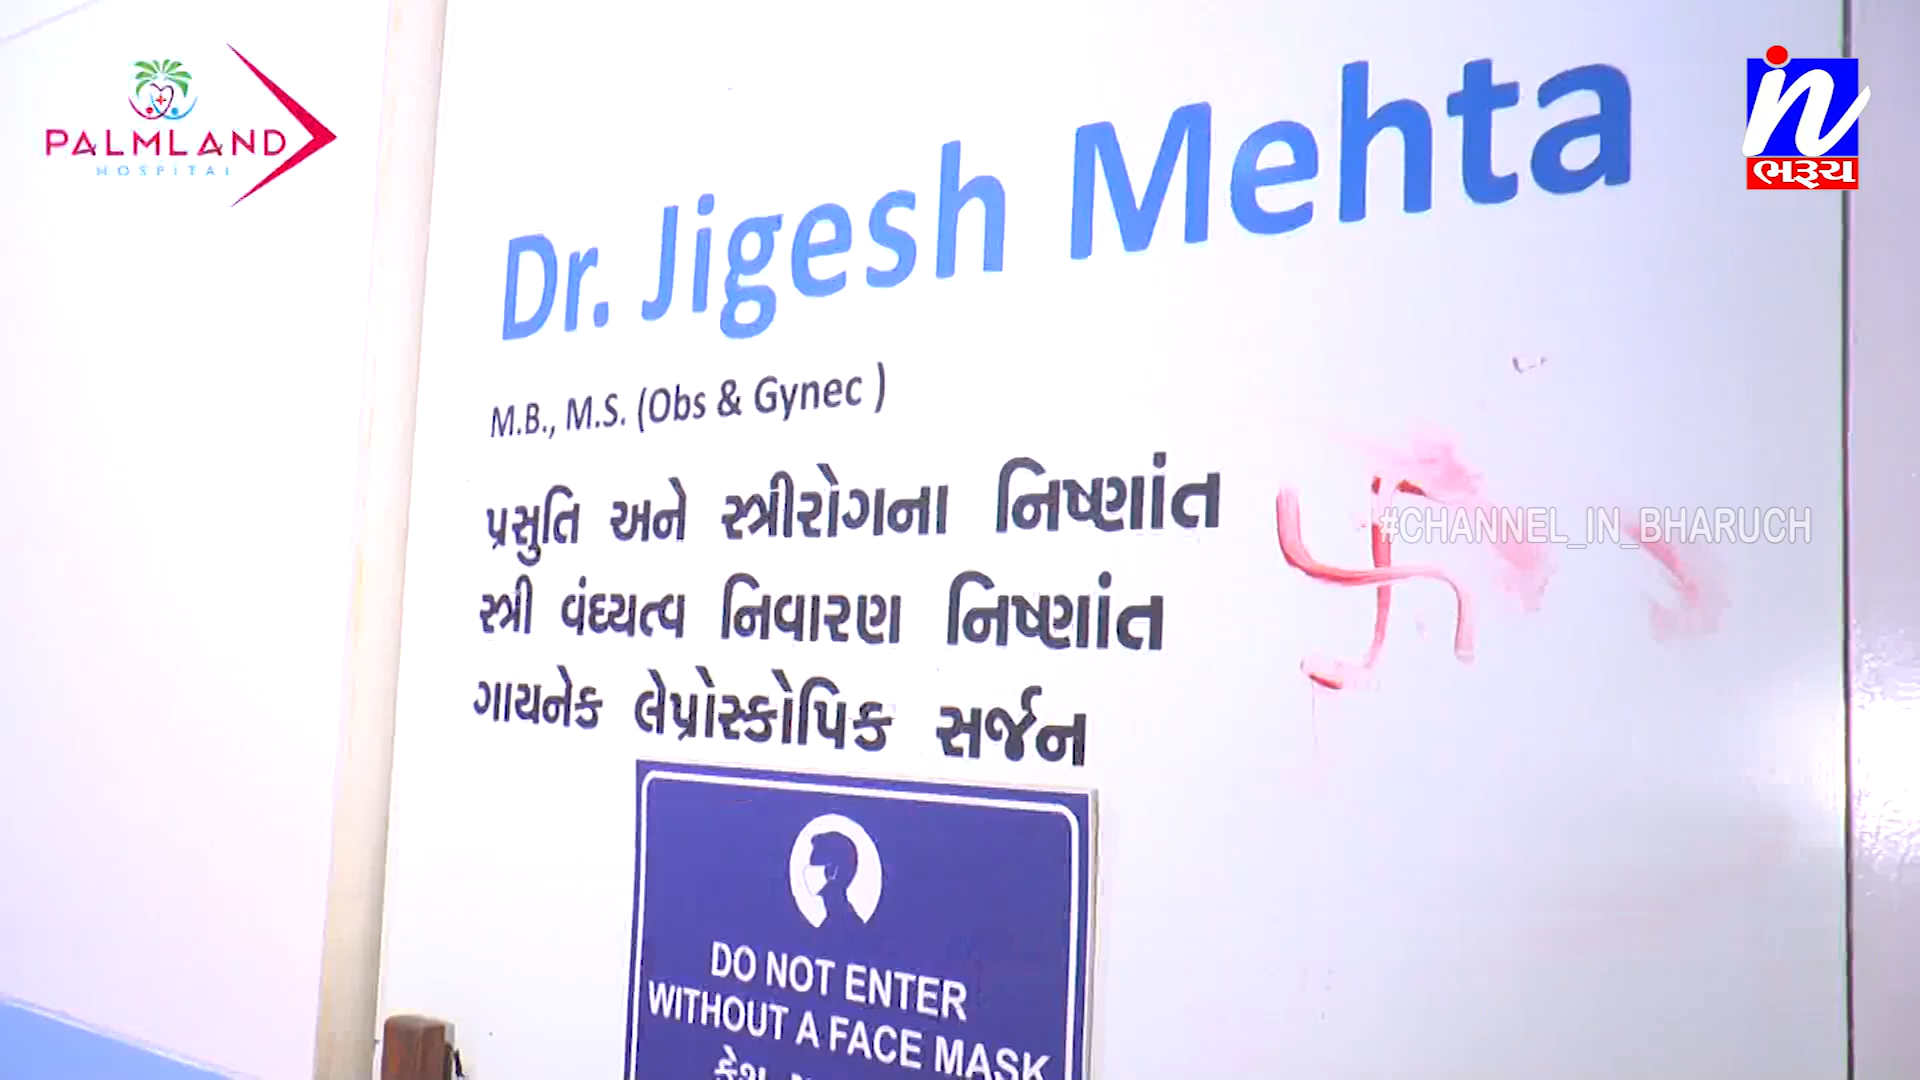 PALMLAND
HOSPITAL
in
ભરૂચ
Dr. Jigesh Mehta
M.B., M.S. (Obs & Gynec )
પ્રસુતિ અને સ્ત્રીરોગના નિષ્ણાંત
સ્ત્રી વંધ્યત્વ નિવારણ નિષ્ણાંત
ગાયનેક લેપ્રોસ્કોપિક સર્જન
#CHANNEL_IN_BHARUCH
DO NOT ENTER
WITHOUT A FACE MASK